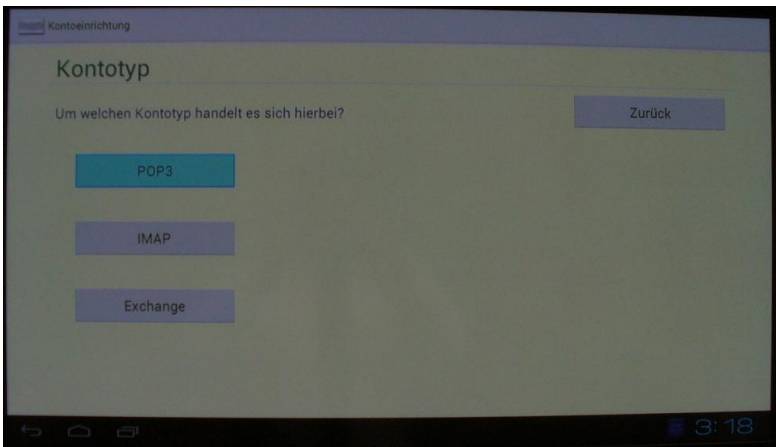 Kontoeinrichtung
Kontotyp
Um welchen Kontotyp handelt es sich hierbei?
Zurück
POP3
IMAP
Exchange
3:18